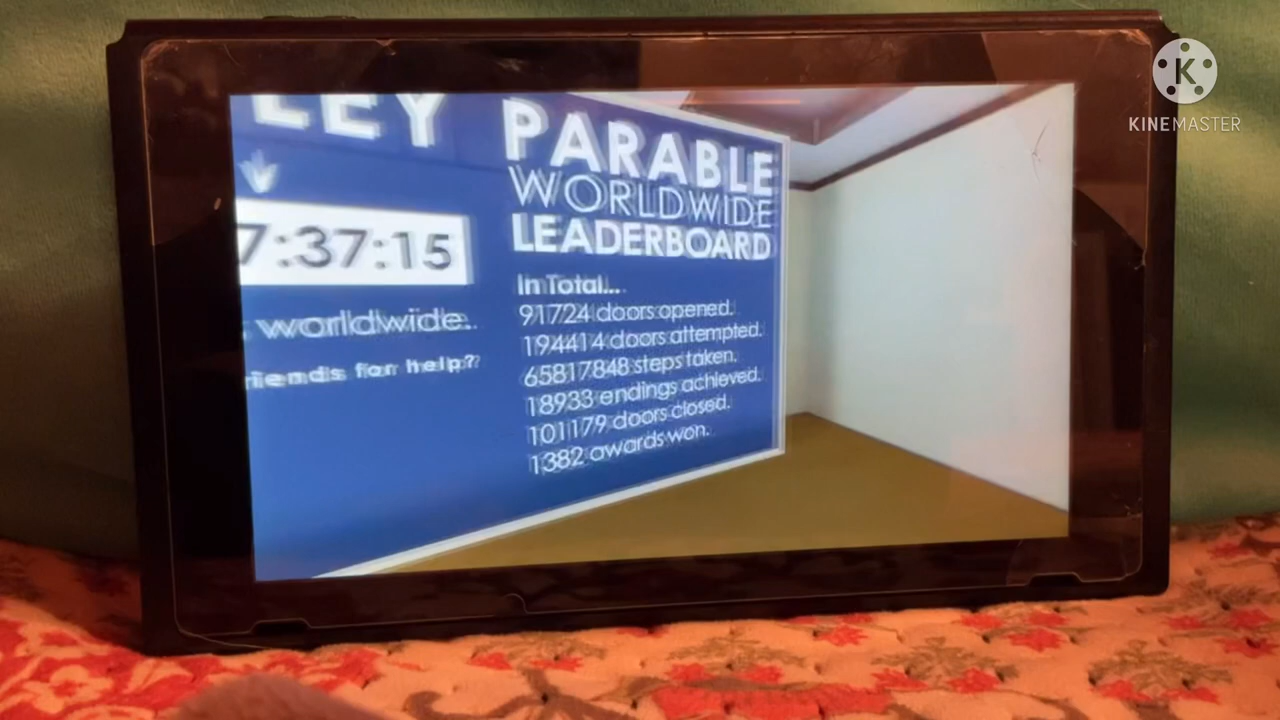 LEY
7:37:15
worldwide.
riends for help?
PARABLE
WORLDWIDE
LEADERBOARD
In Total...
91724 doors opened.
194414 doors attempted.
65817848 steps taken.
18933 endings achieved.
101179 doors closed.
1382 awards won.
K
KINEMASTER